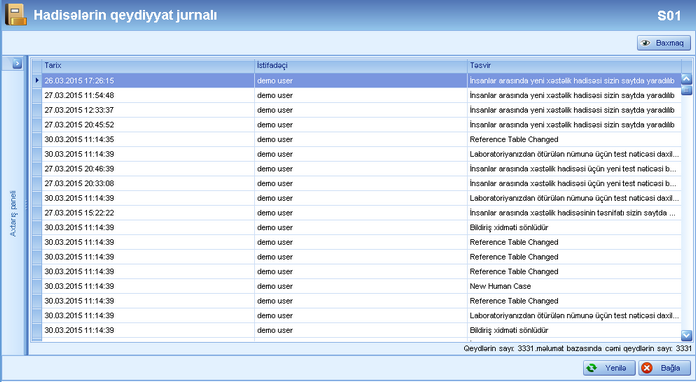 Hadisələrin qeydiyyat jurnalı S01
Baxmaq
Axtarış paneli
Tarix İstifadəçi Təsvir
26.03.2015 17:26:15 demo user İnsanlar arasında yeni xəstəlik hadisəsi sizin saytda yaradılıb
27.03.2015 11:54:48 demo user İnsanlar arasında yeni xəstəlik hadisəsi sizin saytda yaradılıb
27.03.2015 12:33:37 demo user İnsanlar arasında yeni xəstəlik hadisəsi sizin saytda yaradılıb
27.03.2015 20:45:52 demo user İnsanlar arasında yeni xəstəlik hadisəsi sizin saytda yaradılıb
30.03.2015 11:14:35 demo user Reference Table Changed
30.03.2015 11:14:39 demo user Laboratoriyanızdan ötürülən nümunə üçün test nəticəsi daxil...
27.03.2015 20:46:39 demo user İnsanlar arasında xəstəlik hadisəsi üçün yeni test nəticəsi b...
27.03.2015 20:33:08 demo user İnsanlar arasında xəstəlik hadisəsi üçün yeni test nəticəsi b...
30.03.2015 11:14:39 demo user Laboratoriyanızdan ötürülən nümunə üçün test nəticəsi daxil...
27.03.2015 15:22:22 demo user İnsanlar arasında xəstəlik hadisəsinin təsnifatı sizin saytda ...
30.03.2015 11:14:39 demo user Bildiriş xidməti sönlüdür
30.03.2015 11:14:39 demo user Reference Table Changed
30.03.2015 11:14:39 demo user Reference Table Changed
30.03.2015 11:14:39 demo user Reference Table Changed
30.03.2015 11:14:39 demo user New Human Case
30.03.2015 11:14:39 demo user Reference Table Changed
30.03.2015 11:14:39 demo user Laboratoriyanızdan ötürülən nümunə üçün test nəticəsi daxil...
30.03.2015 11:14:39 demo user Bildiriş xidməti sönlüdür
Qeydlərin sayı: 3331.məlumat bazasında cəmi qeydlərin sayı: 3331
Yenilə Bağla